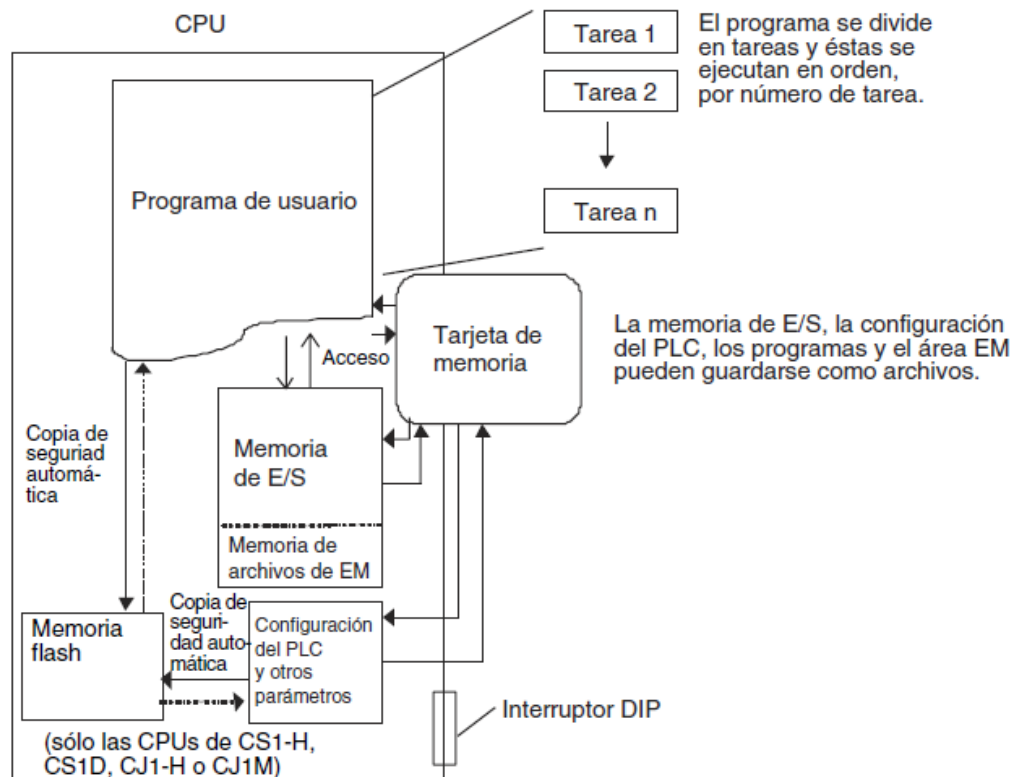 CPU
Tarea 1
Tarea 2
Tarea n
El programa se divide
en tareas y éstas se
ejecutan en orden,
por número de tarea.
Programa de usuario
Tarjeta de
memoria
La memoria de E/S, la configuración
del PLC, los programas y el área EM
pueden guardarse como archivos.
Acceso
Copia de
seguriad
automá-
tica
Memoria
de E/S
Memoria de
archivos de EM
Copia de
seguri-
dad auto-
mática
Memoria
flash
Configuración
del PLC
y otros
parámetros
Interruptor DIP
(sólo las CPUs de CS1-H,
CS1D, CJ1-H o CJ1M)